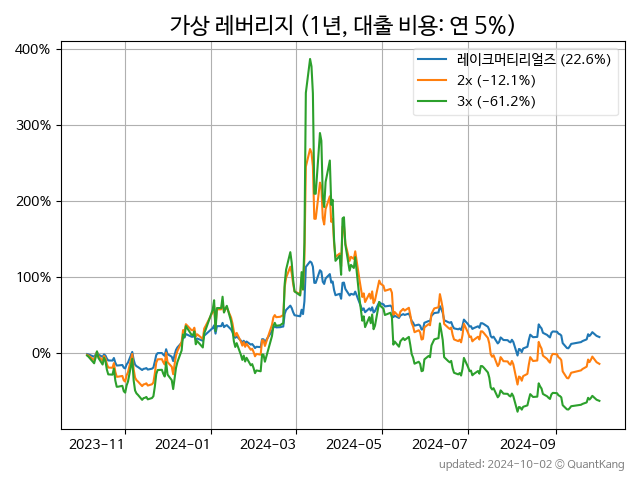 가상 레버리지 (1년, 대출 비용: 연 5%)
400%
300%
200%
100%
0%
레이크머티리얼즈 (22.6%)
2x (−12.1%)
3x (−61.2%)
2023-11
2024-01
2024-03
2024-05
2024-07
2024-09
updated: 2024-10-02 © QuantKang